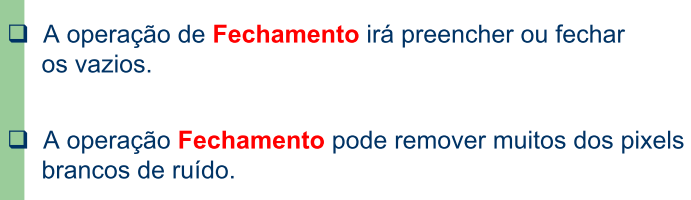 ❑ A operação de Fechamento irá preencher ou fechar
os vazios.
❑ A operação Fechamento pode remover muitos dos pixels
brancos de ruído.